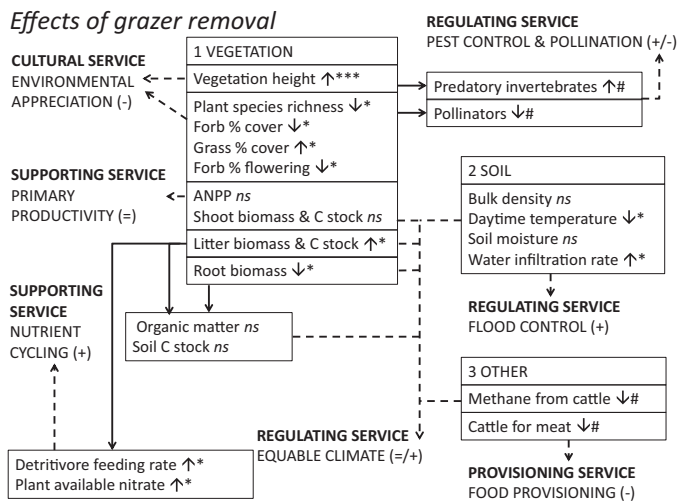 Effects of grazer removal
REGULATING SERVICE
PEST CONTROL & POLLINATION (+/-)
CULTURAL SERVICE
ENVIRONMENTAL
APPRECIATION (-)
1 VEGETATION
Vegetation height ↑***
Plant species richness ↓*
Forb % cover ↓*
Grass % cover ↑*
Forb % flowering ↓*
Predatory invertebrates ↑#
Pollinators ↓#
SUPPORTING SERVICE
PRIMARY
PRODUCTIVITY (=)
ANPP ns
Shoot biomass & C stock ns
Litter biomass & C stock ↑*
Root biomass ↓*
2 SOIL
Bulk density ns
Daytime temperature ↓*
Soil moisture ns
Water infiltration rate ↑*
REGULATING SERVICE
FLOOD CONTROL (+)
SUPPORTING
SERVICE
NUTRIENT
CYCLING (+)
Organic matter ns
Soil C stock ns
3 OTHER
Methane from cattle ↓#
Cattle for meat ↓#
REGULATING SERVICE
EQUABLE CLIMATE (=/+)
Detritivore feeding rate ↑*
Plant available nitrate ↑*
PROVISIONING SERVICE
FOOD PROVISIONING (-)